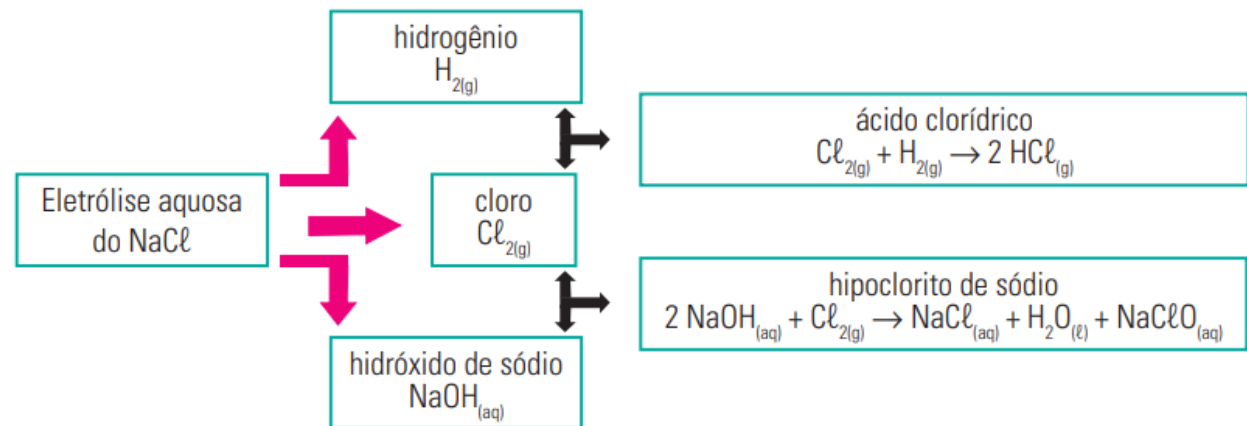 hidrogênio
H₂₍g₎
ácido clorídrico
Cℓ₂₍g₎ + H₂₍g₎ → 2 HCℓ₍g₎
Eletrólise aquosa
do NaCℓ
cloro
Cℓ₂₍g₎
hipoclorito de sódio
2 NaOH₍aq₎ + Cℓ₂₍g₎ → NaCℓ₍aq₎ + H₂O₍ℓ₎ + NaCℓO₍aq₎
hidróxido de sódio
NaOH₍aq₎